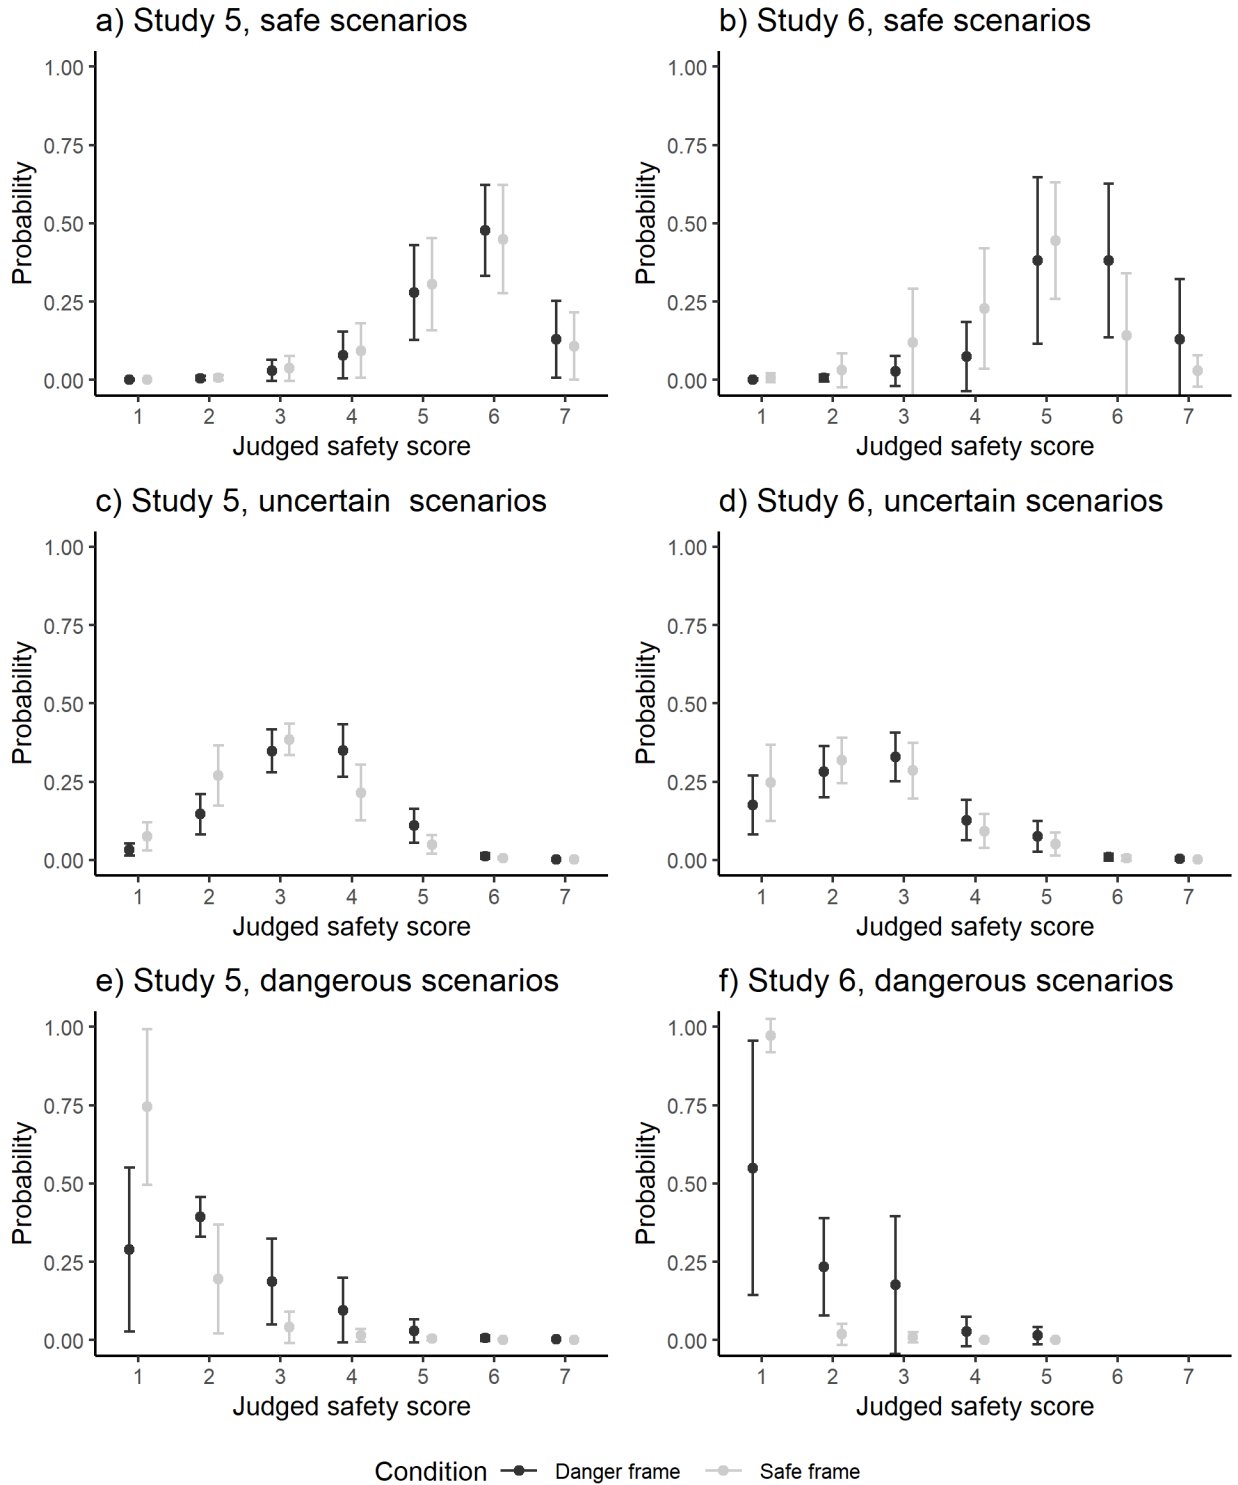 a) Study 5, safe scenarios
1.00
0.75
0.50
0.25
0.00
Probability
1 2 3 4 5 6 7
Judged safety score
b) Study 6, safe scenarios
1.00
0.75
0.50
0.25
0.00
Probability
1 2 3 4 5 6 7
Judged safety score
c) Study 5, uncertain  scenarios
1.00
0.75
0.50
0.25
0.00
Probability
1 2 3 4 5 6 7
Judged safety score
d) Study 6, uncertain scenarios
1.00
0.75
0.50
0.25
0.00
Probability
1 2 3 4 5 6 7
Judged safety score
e) Study 5, dangerous scenarios
1.00
0.75
0.50
0.25
0.00
Probability
1 2 3 4 5 6 7
Judged safety score
f) Study 6, dangerous scenarios
1.00
0.75
0.50
0.25
0.00
Probability
1 2 3 4 5 6 7
Judged safety score
Condition Danger frame Safe frame